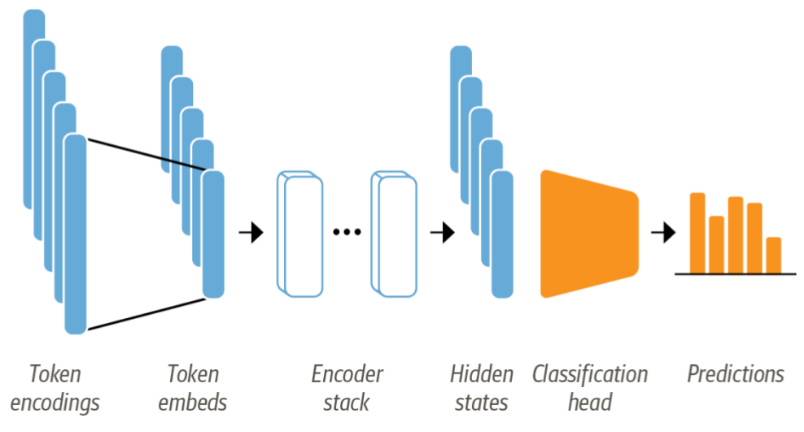 Token
encodings
Token
embeds
Encoder
stack
Hidden
states
Classification
head
Predictions